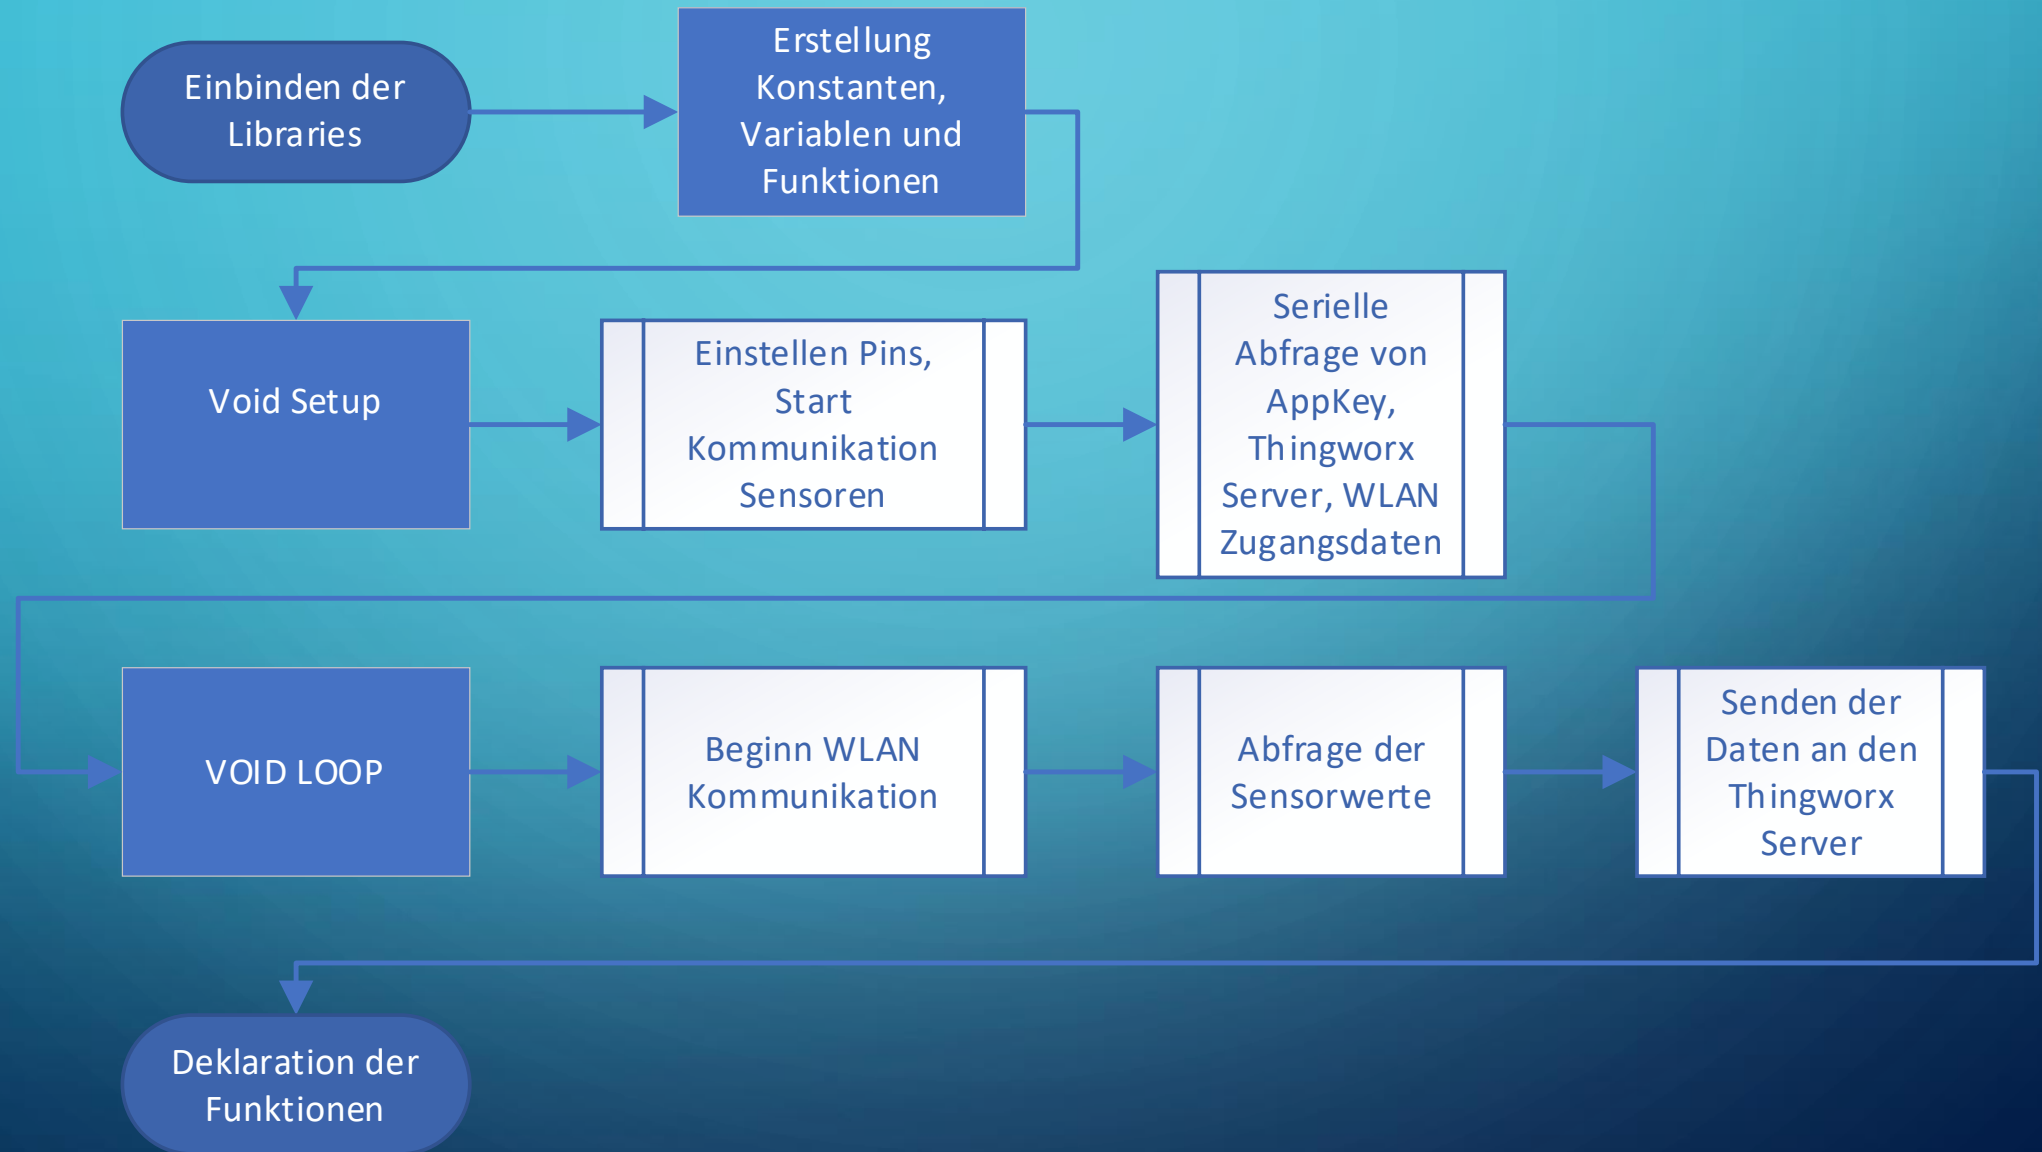 Einbinden der
Libraries
Erstellung
Konstanten,
Variablen und
Funktionen
Void Setup
Einstellen Pins,
Start
Kommunikation
Sensoren
Serielle
Abfrage von
AppKey,
Thingworx
Server, WLAN
Zugangsdaten
VOID LOOP
Beginn WLAN
Kommunikation
Abfrage der
Sensorwerte
Senden der
Daten an den
Thingworx
Server
Deklaration der
Funktionen